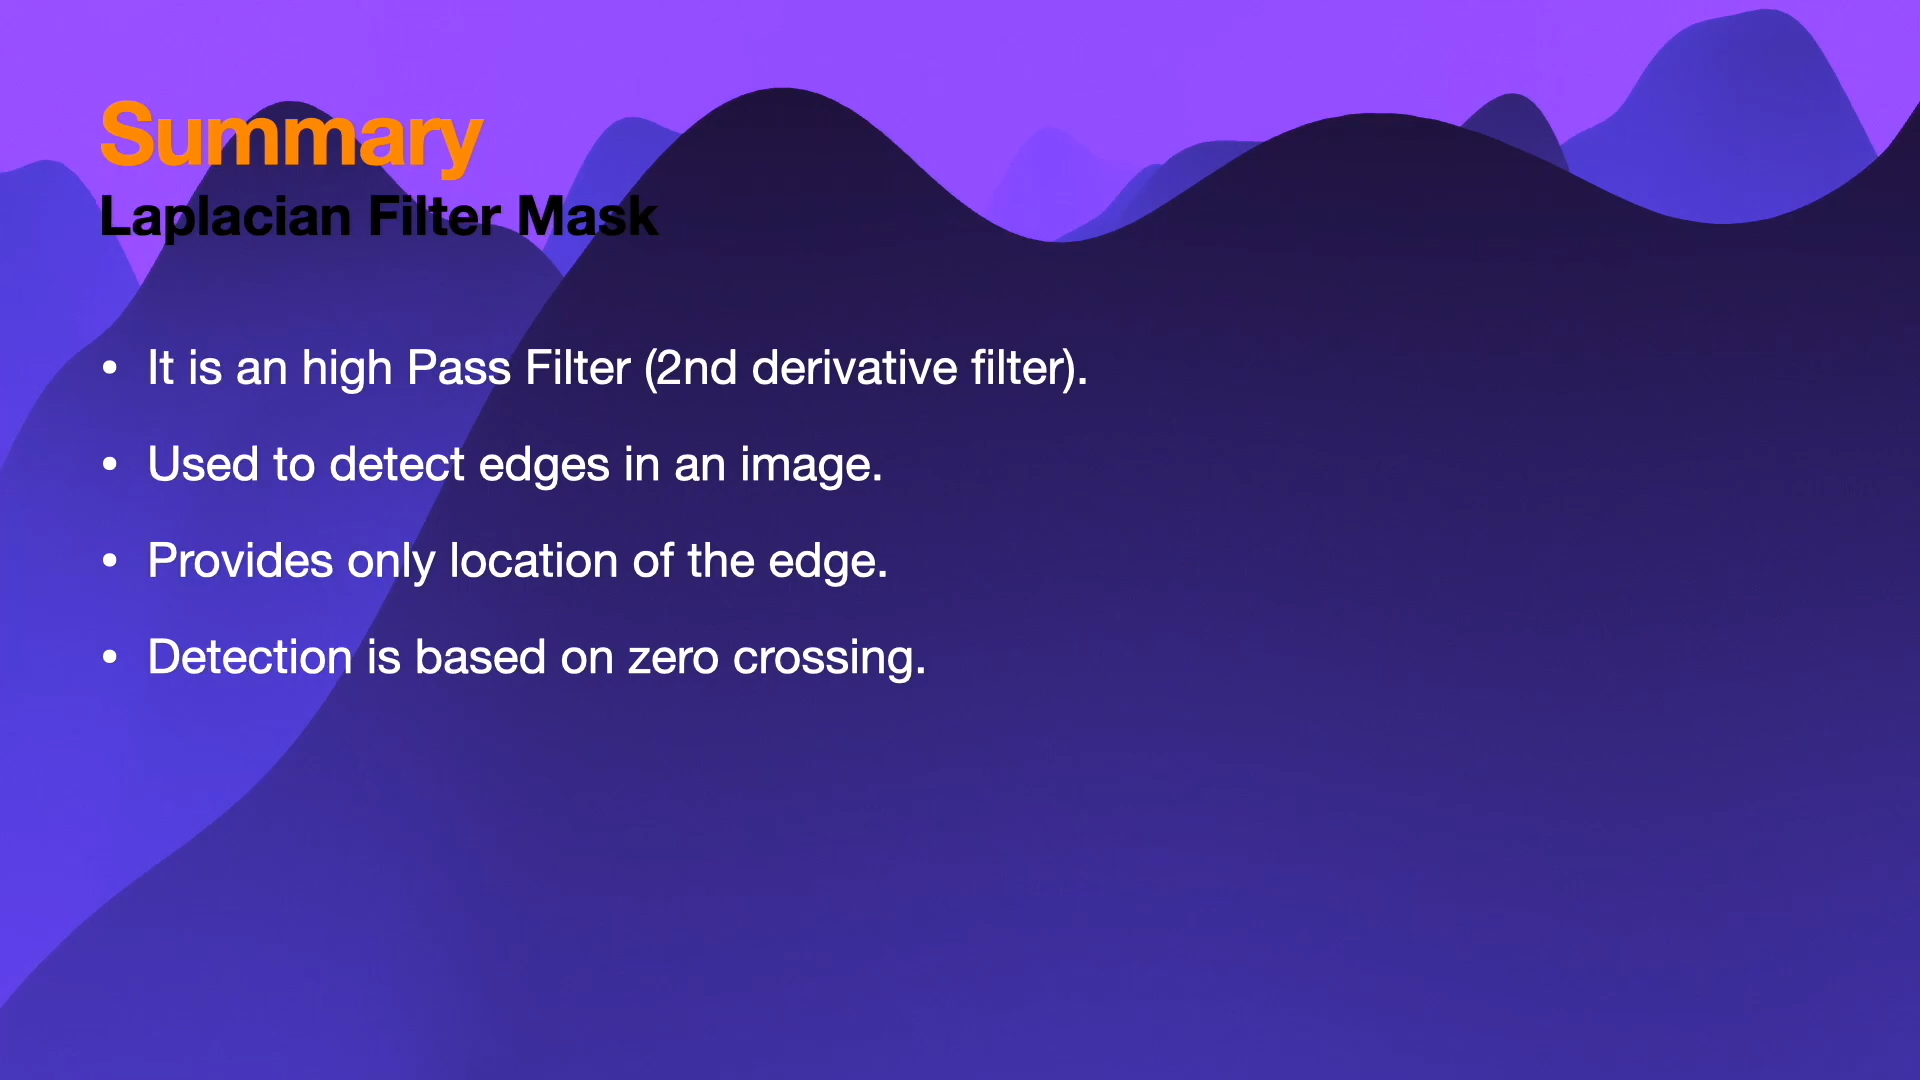 Summary
Laplacian Filter Mask
• It is an high Pass Filter (2nd derivative filter).
• Used to detect edges in an image.
• Provides only location of the edge.
• Detection is based on zero crossing.